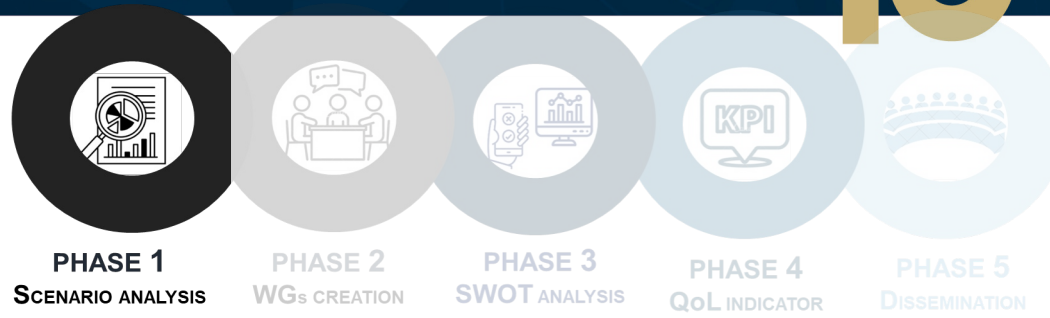 KPI
PHASE 1
SCENARIO ANALYSIS
PHASE 2
WGs CREATION
PHASE 3
SWOT ANALYSIS
PHASE 4
QoL INDICATOR
PHASE 5
DISSEMINATION